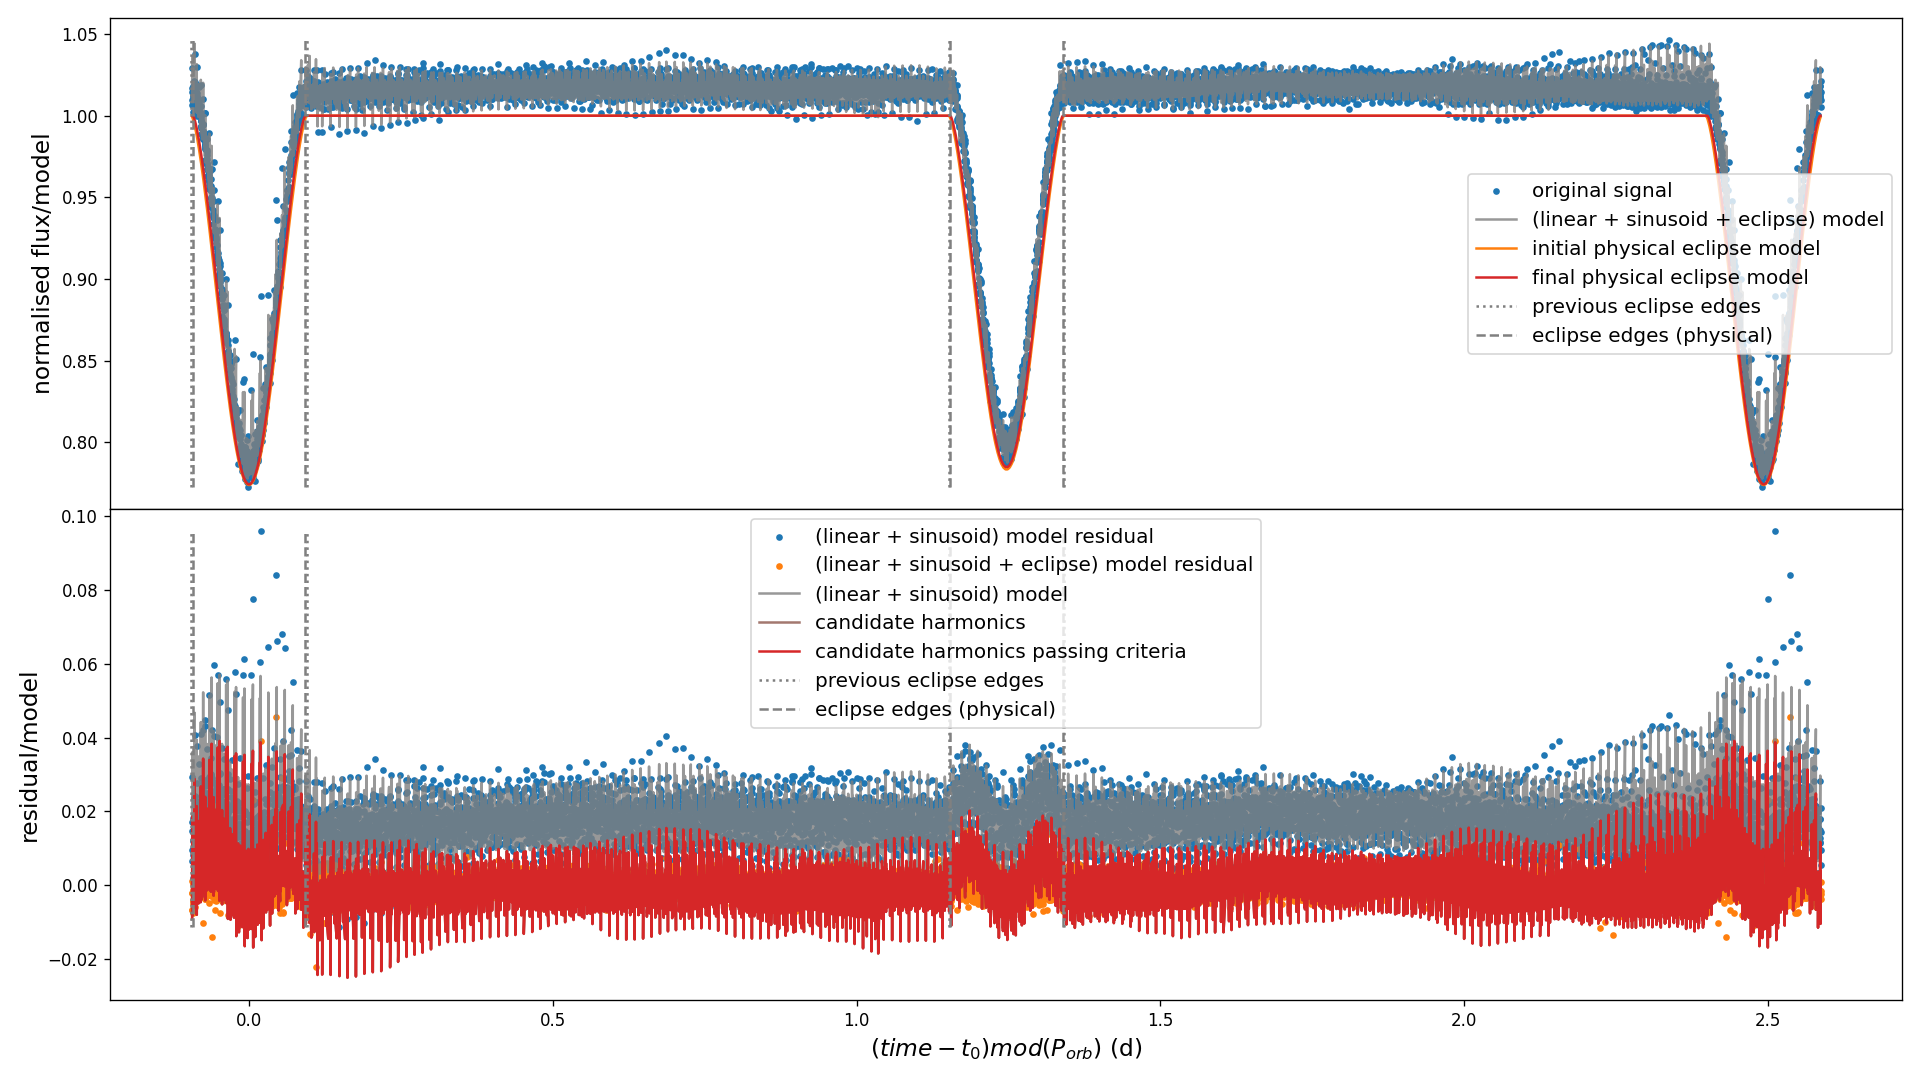 1.05
1.00
0.95
0.90
0.85
0.80
normalised flux/model
original signal
(linear + sinusoid + eclipse) model
initial physical eclipse model
final physical eclipse model
previous eclipse edges
eclipse edges (physical)
0.10
0.08
0.06
0.04
0.02
0.00
−0.02
residual/model
(linear + sinusoid) model residual
(linear + sinusoid + eclipse) model residual
(linear + sinusoid) model
candidate harmonics
candidate harmonics passing criteria
previous eclipse edges
eclipse edges (physical)
0.0 0.5 1.0 1.5 2.0 2.5
(time − t₀)mod(P_orb) (d)